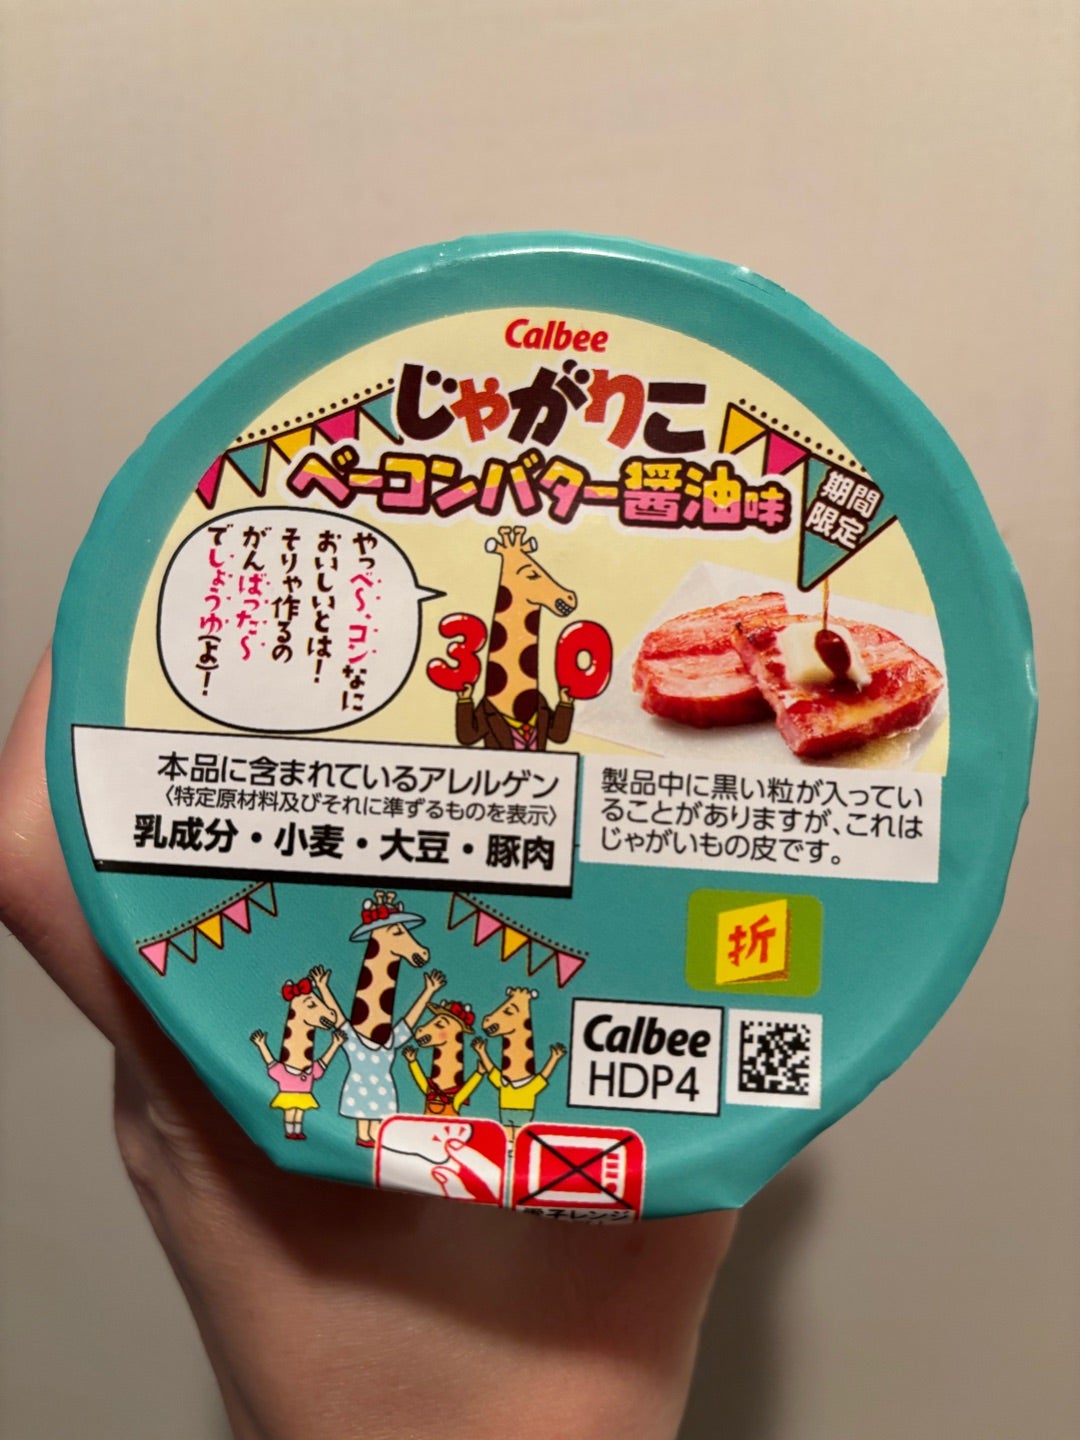 Calbee
じゃがりこ
ベーコンバター醤油味
期間
限定
やっべ～、コンなに
おいしいとは！
そりゃ作るの
がんばった～
でしょうゆ(よ)！
30
本品に含まれているアレルゲン
〈特定原材料及びそれに準ずるものを表示〉
乳成分・小麦・大豆・豚肉
製品中に黒い粒が入ってい
ることがありますが、これは
じゃがいもの皮です。
折
Calbee
HDP4
電子レンジ